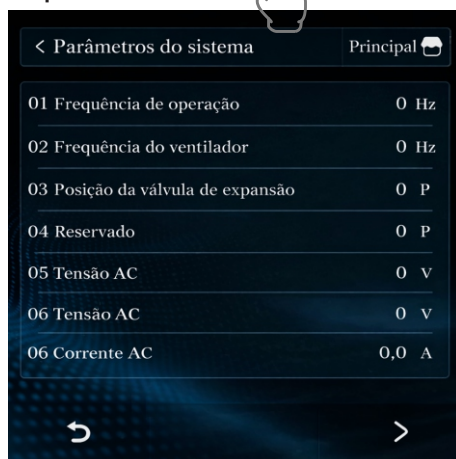 < Parâmetros do sistema Principal
01 Frequência de operação 0 Hz
02 Frequência do ventilador 0 Hz
03 Posição da válvula de expansão 0 P
04 Reservado 0 P
05 Tensão AC 0 V
06 Tensão AC 0 V
06 Corrente AC 0,0 A